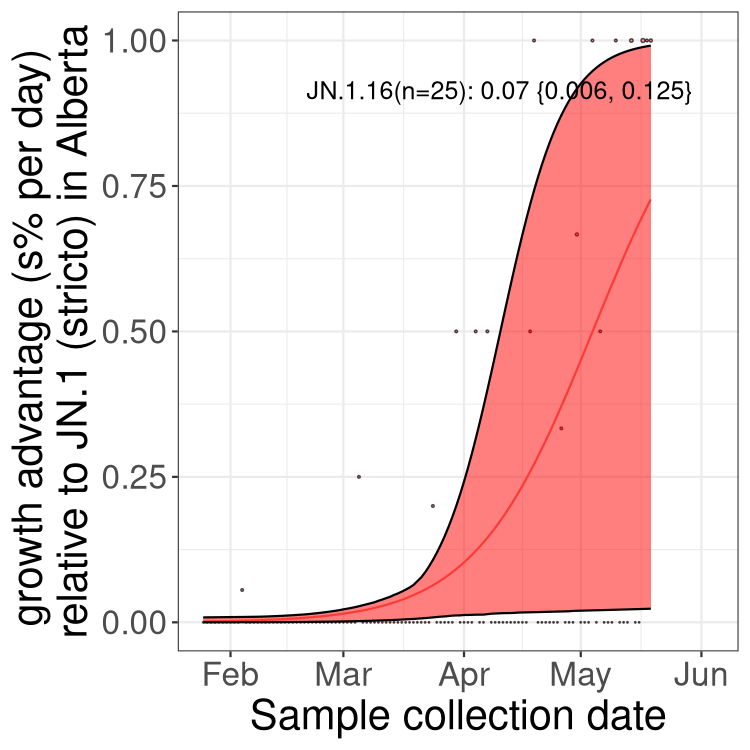 growth advantage (s% per day)
relative to JN.1 (stricto) in Alberta
1.00
0.75
0.50
0.25
0.00
JN.1.16(n=25): 0.07 {0.006, 0.125}
Feb Mar Apr May Jun
Sample collection date